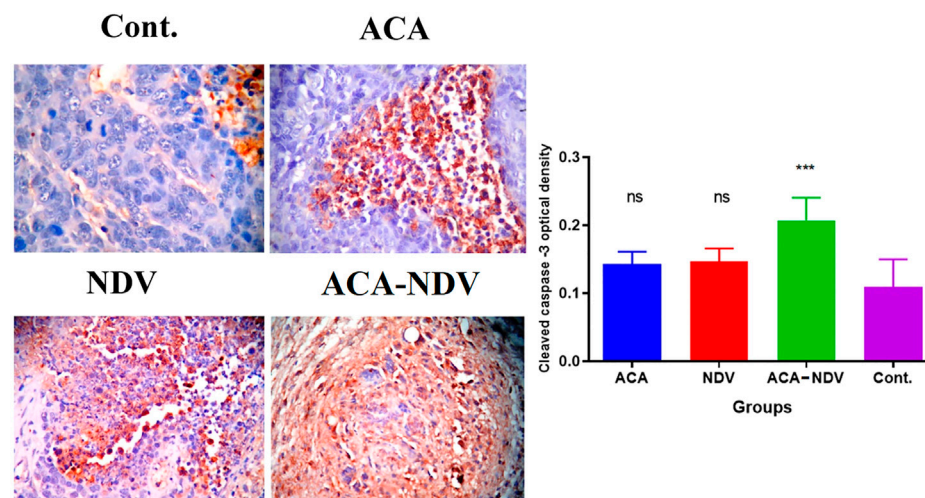 Cont.
ACA
NDV
ACA-NDV
Cleaved caspase -3 optical density
0.3
0.2
0.1
0.0
ns
ns
***
ACA
NDV
ACA-NDV
Cont.
Groups